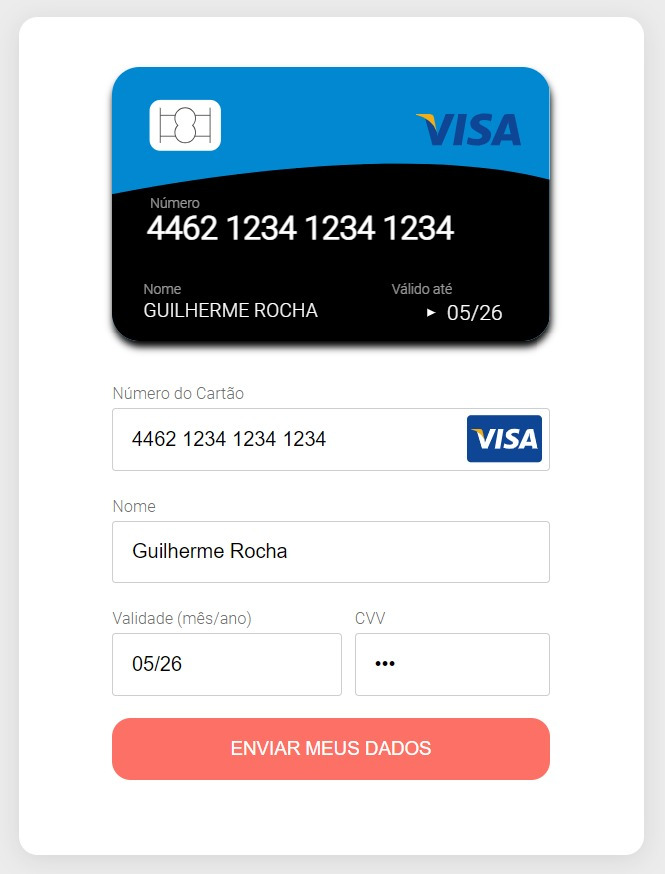 VISA
Número
4462 1234 1234 1234
Nome
Válido até
GUILHERME ROCHA
05/26
Número do Cartão
4462 1234 1234 1234
VISA
Nome
Guilherme Rocha
Validade (mês/ano)
CVV
05/26
•••
ENVIAR MEUS DADOS